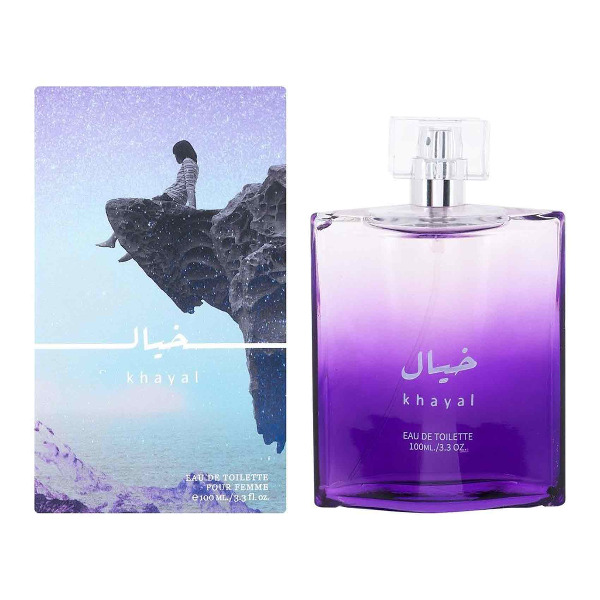 خيال
khayal
EAU DE TOILETTE
POUR FEMME
e 100 ML./3.3 fl. oz.
خيال
khayal
EAU DE TOILETTE
100ML./3.3 OZ.